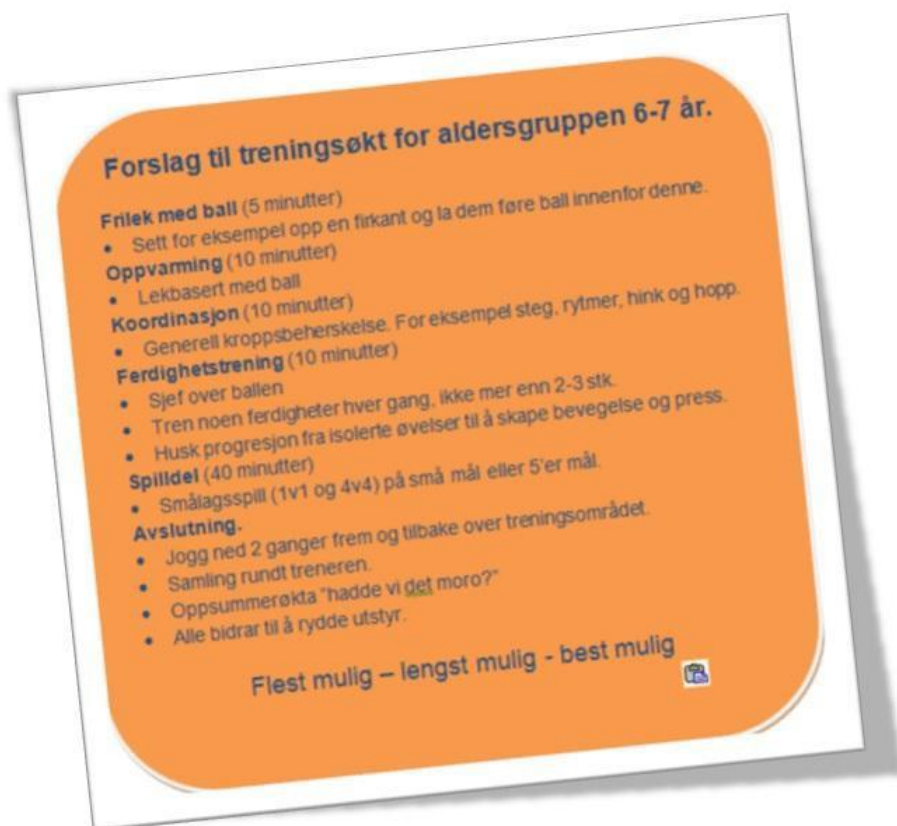 Forslag til treningsøkt for aldersgruppen 6-7 år.
Frilek med ball (5 minutter)
• Sett for eksempel opp en firkant og la dem føre ball innenfor denne.
Oppvarming (10 minutter)
• Lekbasert med ball
Koordinasjon (10 minutter)
• Generell kroppsbeherskelse. For eksempel steg, rytmer, hink og hopp.
Ferdighetstrening (10 minutter)
• Sjef over ballen
• Tren noen ferdigheter hver gang, ikke mer enn 2-3 stk.
• Husk progresjon fra isolerte øvelser til å skape bevegelse og press.
Spilldel (40 minutter)
• Smålagsspill (1v1 og 4v4) på små mål eller 5'er mål.
Avslutning.
• Jogg ned 2 ganger frem og tilbake over treningsområdet.
• Samling rundt treneren.
• Oppsummerøkta "hadde vi det moro?"
• Alle bidrar til å rydde utstyr.
Flest mulig – lengst mulig - best mulig